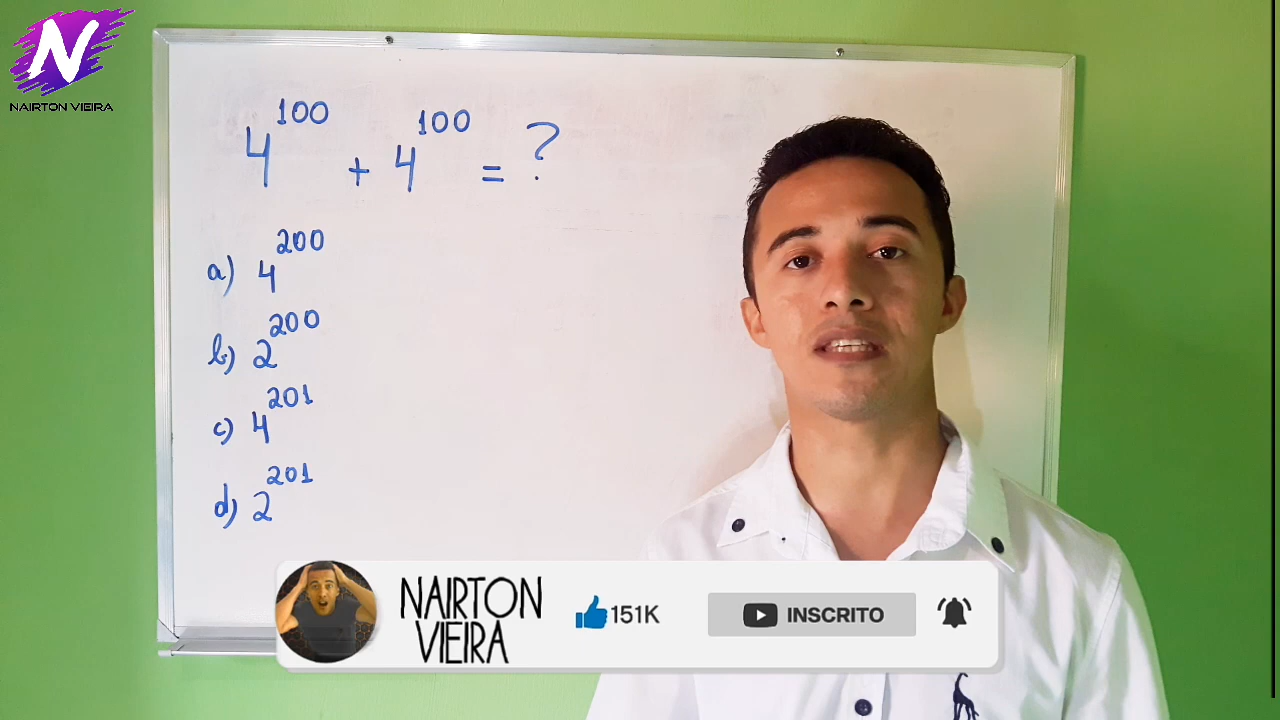 N
NAIRTON VIEIRA
4^100 + 4^100 = ?
a) 4^200
b) 2^200
c) 4^201
d) 2^201
NAIRTON
VIEIRA
151K
INSCRITO